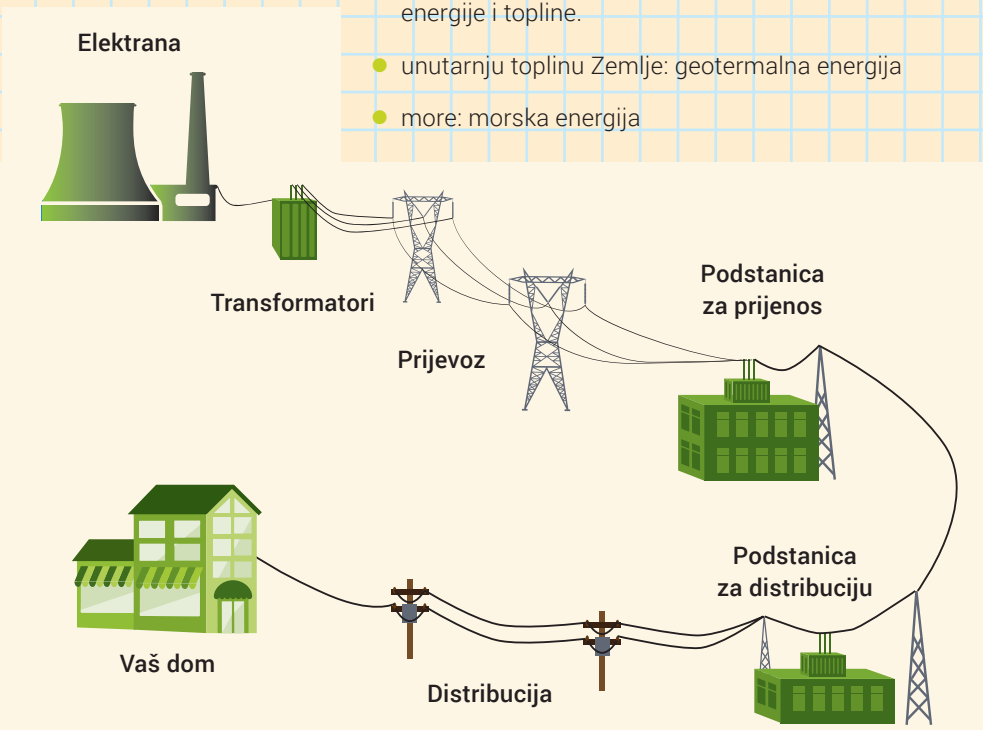 energije i topline.
unutarnju toplinu Zemlje: geotermalna energija
more: morska energija
Elektrana
Transformatori
Prijevoz
Podstanica
za prijenos
Podstanica
za distribuciju
Distribucija
Vaš dom